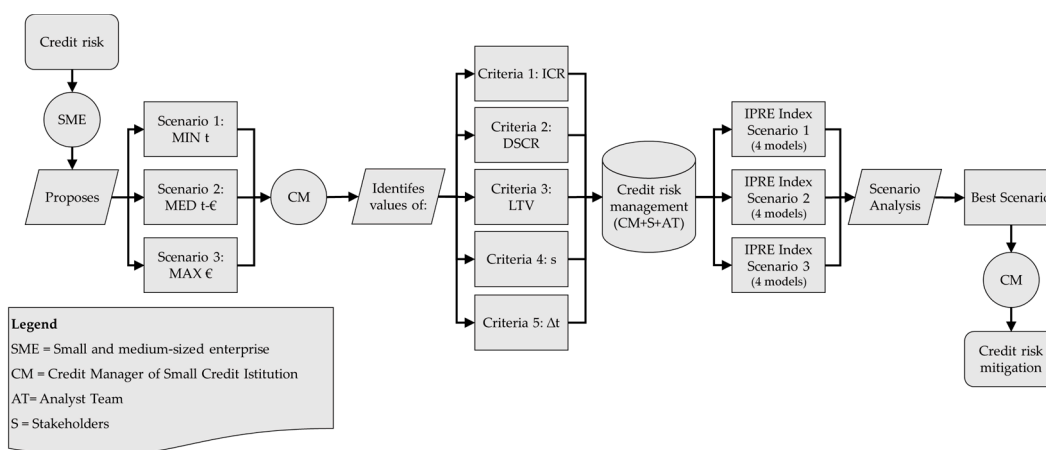 Credit risk
SME
Proposes
Scenario 1:
MIN t
Scenario 2:
MED t-€
Scenario 3:
MAX €
CM
Identifes
values of:
Criteria 1: ICR
Criteria 2:
DSCR
Criteria 3:
LTV
Criteria 4: s
Criteria 5: Δt
Credit risk
management
(CM+S+AT)
IPRE Index
Scenario 1
(4 models)
IPRE Index
Scenario 2
(4 models)
IPRE Index
Scenario 3
(4 models)
Scenario
Analysis
Best Scenario
CM
Credit risk
mitigation
Legend
SME = Small and medium-sized enterprise
CM = Credit Manager of Small Credit Istitution
AT= Analyst Team
S = Stakeholders